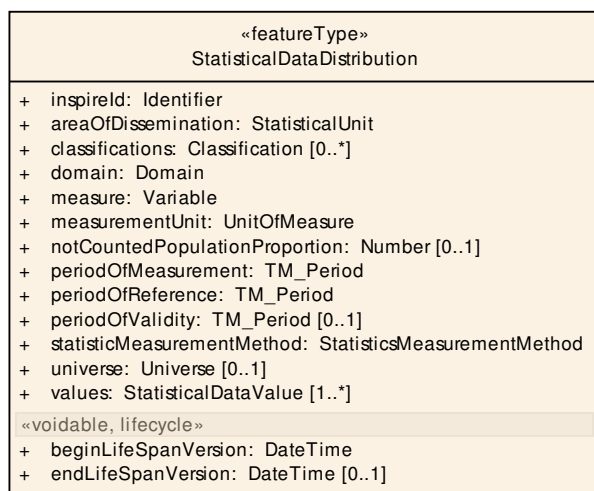 «featureType»
StatisticalDataDistribution
+ inspireId: Identifier
+ areaOfDissemination: StatisticalUnit
+ classifications: Classification [0..*]
+ domain: Domain
+ measure: Variable
+ measurementUnit: UnitOfMeasure
+ notCountedPopulationProportion: Number [0..1]
+ periodOfMeasurement: TM_Period
+ periodOfReference: TM_Period
+ periodOfValidity: TM_Period [0..1]
+ statisticMeasurementMethod: StatisticsMeasurementMethod
+ universe: Universe [0..1]
+ values: StatisticalDataValue [1..*]
«voidable, lifecycle»
+ beginLifeSpanVersion: DateTime
+ endLifeSpanVersion: DateTime [0..1]